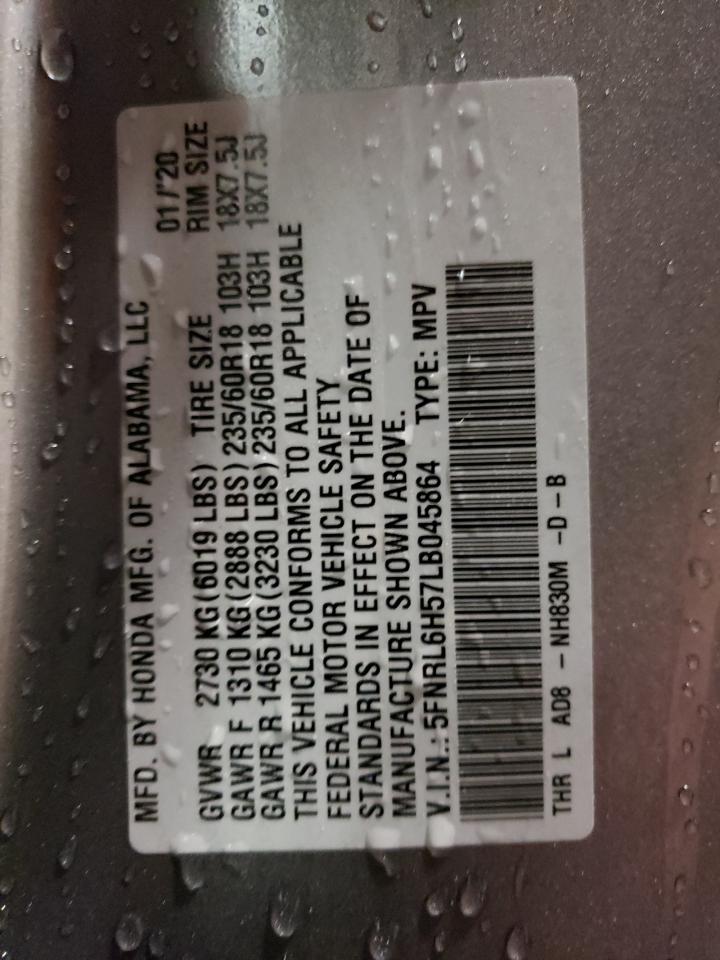 MFD. BY HONDA MFG. OF ALABAMA, LLC
01/'20
GVWR 2730 KG(6019 LBS) TIRE SIZE RIM SIZE
GAWR F 1310 KG(2888 LBS)235/60R18 103H 18X7.5J
GAWR R 1465 KG(3230 LBS)235/60R18 103H 18X7.5J
THIS VEHICLE CONFORMS TO ALL APPLICABLE
FEDERAL MOTOR VEHICLE SAFETY
STANDARDS IN EFFECT ON THE DATE OF
MANUFACTURE SHOWN ABOVE.
V.I.N.:5FNRL6H57LB045864 TYPE: MPV
THR L AD8 - NH830M -D-B